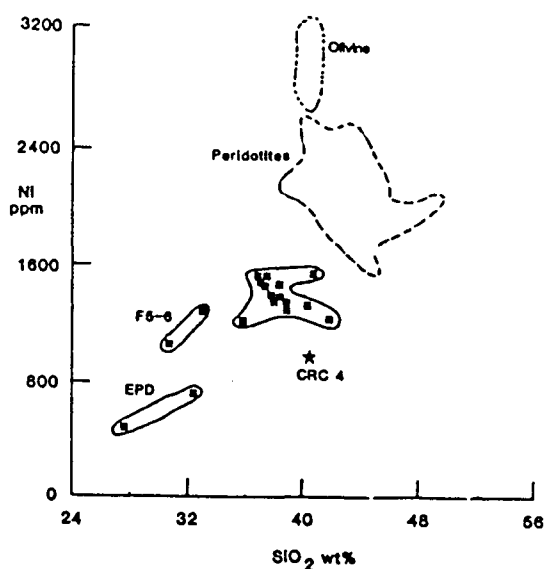 3200
Olivine
2400
Peridotites
Ni
ppm
1600
F5-6
EPD
800
CRC 4
0
24
32
40
48
56
SiO2 wt%